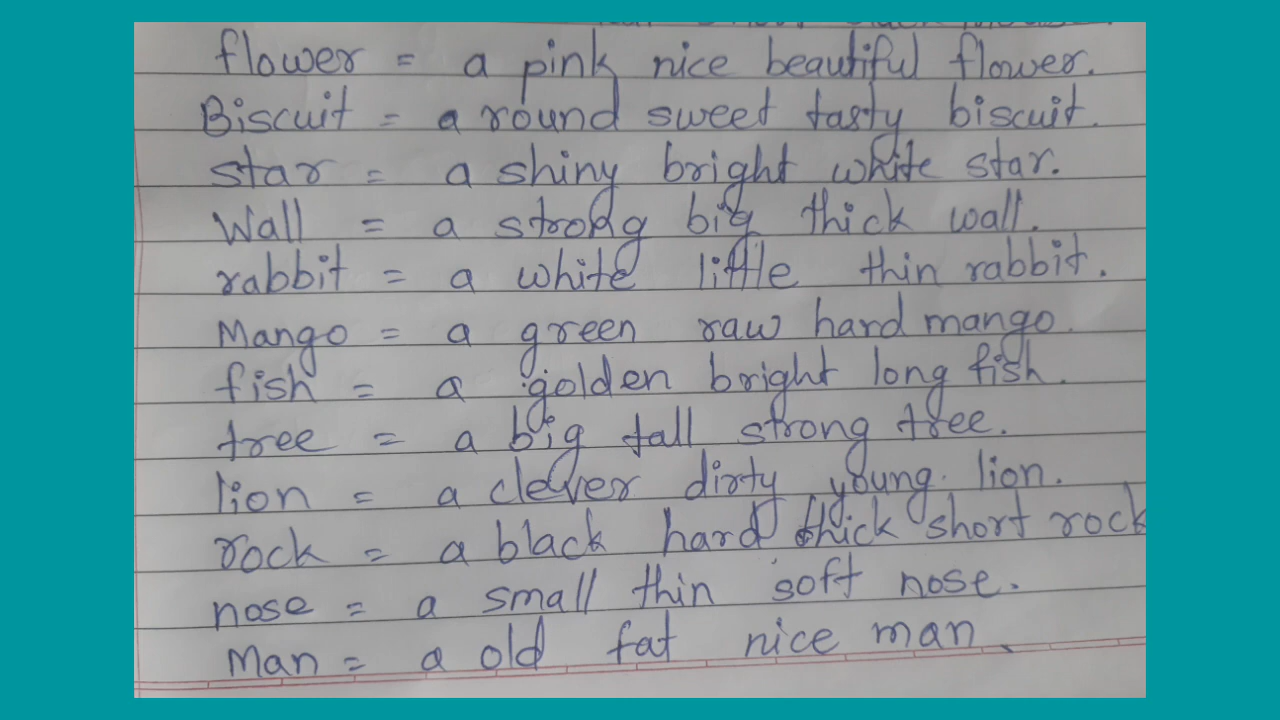 flower = a pink nice beautiful flower.
Biscuit = a round sweet tasty biscuit.
star = a shiny bright white star.
Wall = a strong big thick wall.
rabbit = a white little thin rabbit.
Mango = a green raw hard mango.
fish = a golden bright long fish.
tree = a big tall strong tree.
lion = a clever dirty young. lion.
rock = a black hard thick short rock
nose = a small thin soft nose.
Man = a old fat nice man.